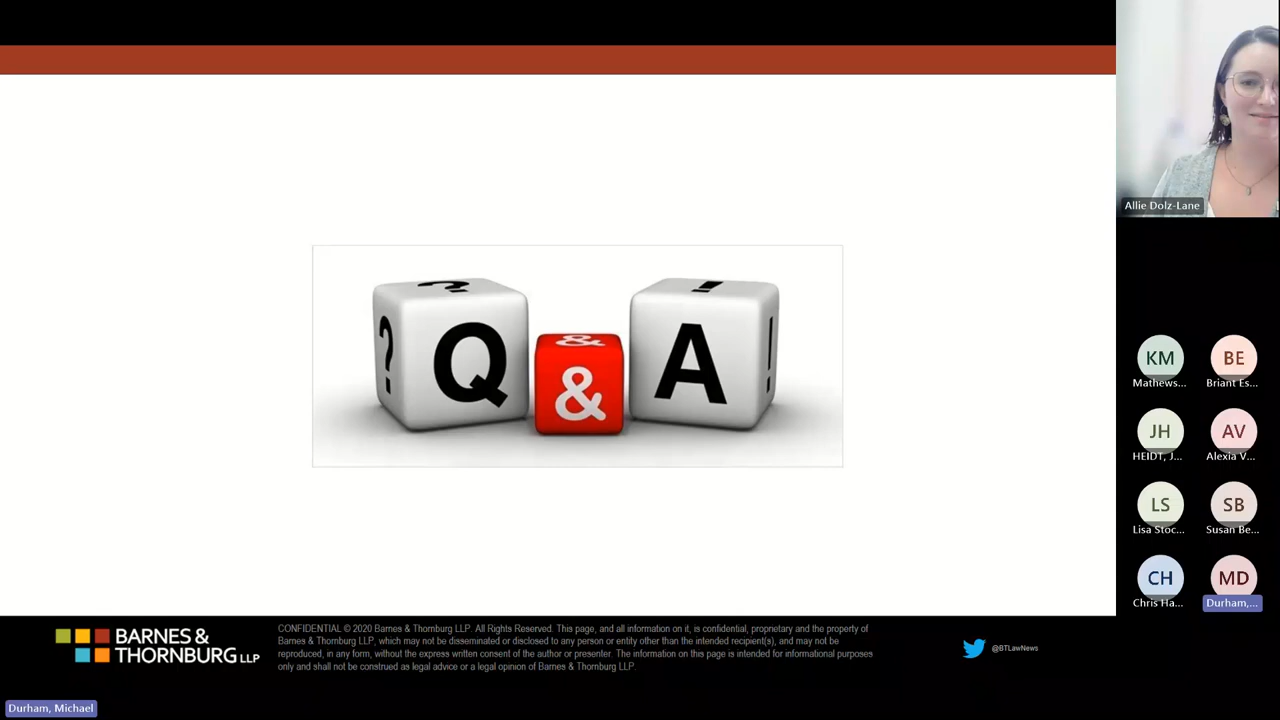 Allie Dolz-Lane
?
?
Q
&
&
!
A
!
KM
BE
Mathews...
Briant Es...
JH
AV
HEIDT, J...
Alexia V...
LS
SB
Lisa Stoc...
Susan Be...
CH
MD
Chris Ha...
Durham,...
BARNES &
THORNBURG LLP
CONFIDENTIAL © 2020 Barnes & Thornburg LLP. All Rights Reserved. This page, and all information on it, is confidential, proprietary and the property of
Barnes & Thornburg LLP, which may not be disseminated or disclosed to any person or entity other than the intended recipient(s), and may not be
reproduced, in any form, without the express written consent of the author or presenter. The information on this page is intended for informational purposes
only and shall not be construed as legal advice or a legal opinion of Barnes & Thornburg LLP.
@BTLawNews
Durham, Michael